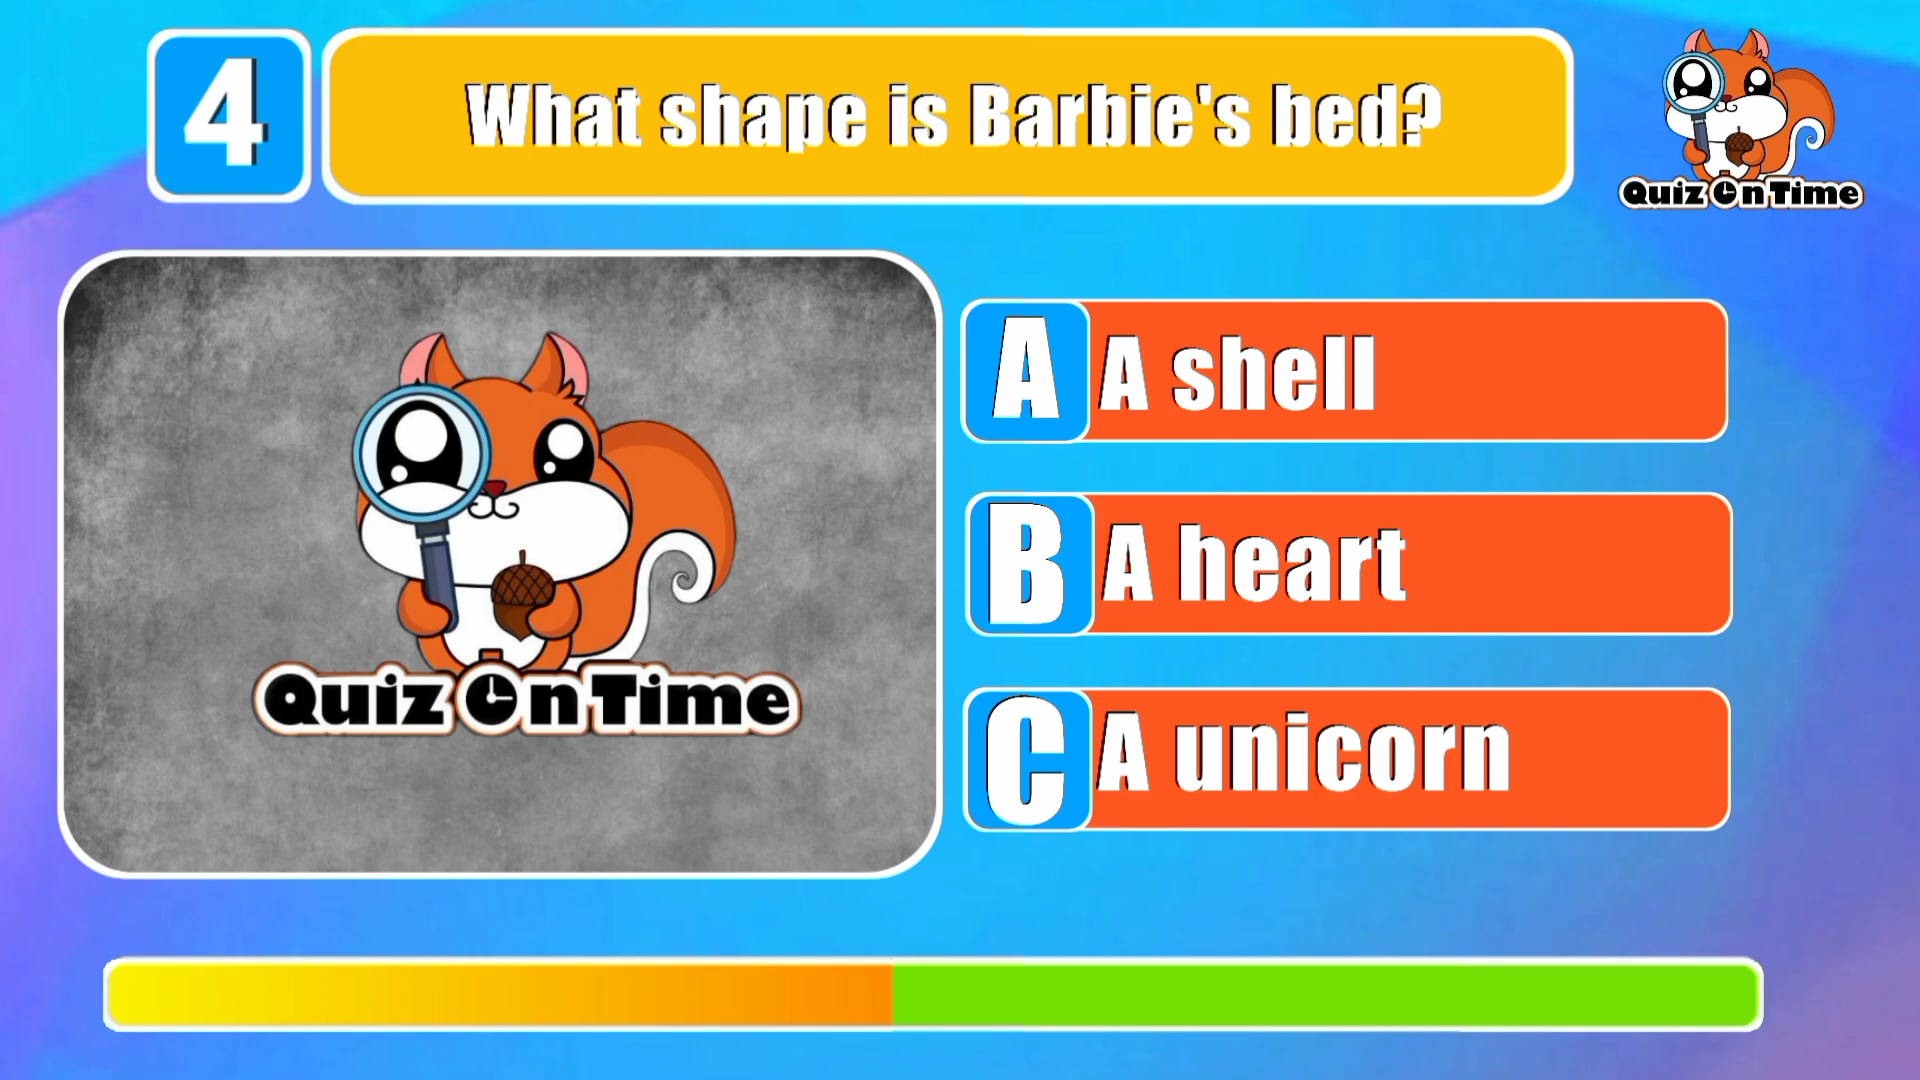 4
What shape is Barbie's bed?
Quiz On Time
A A shell
B A heart
C A unicorn
Quiz On Time